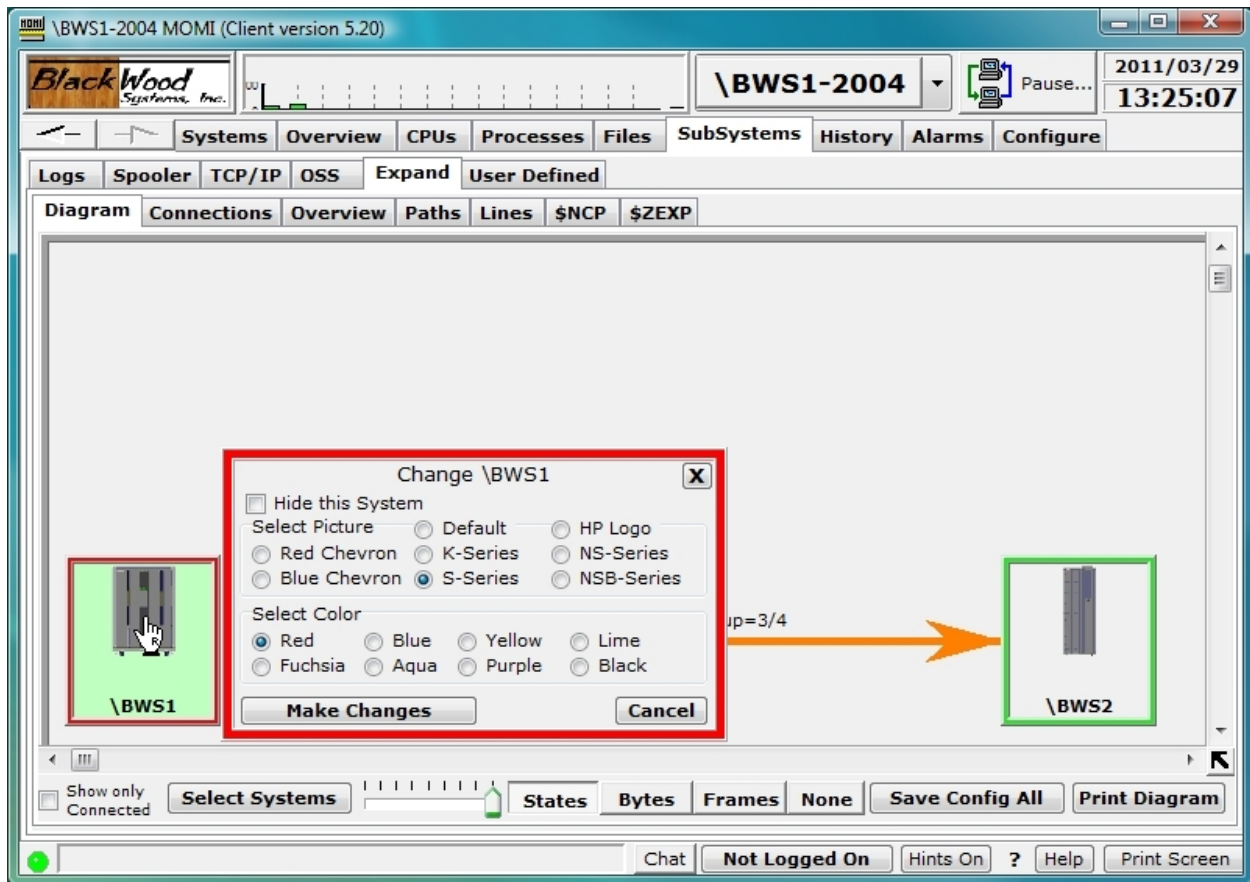 \BWS1-2004 MOMI (Client version 5.20)
BlackWood
Systems, Inc.
\BWS1-2004
Pause...
2011/03/29
13:25:07
Systems Overview CPUs Processes Files SubSystems History Alarms Configure
Logs Spooler TCP/IP OSS Expand User Defined
Diagram Connections Overview Paths Lines $NCP $ZEXP
Change \BWS1 X
Hide this System
Select Picture Default HP Logo
Red Chevron K-Series NS-Series
Blue Chevron S-Series NSB-Series
Select Color
Red Blue Yellow Lime
Fuchsia Aqua Purple Black
Make Changes Cancel
up=3/4
\BWS1
\BWS2
Show only
Connected
Select Systems States Bytes Frames None Save Config All Print Diagram
Chat Not Logged On Hints On ? Help Print Screen